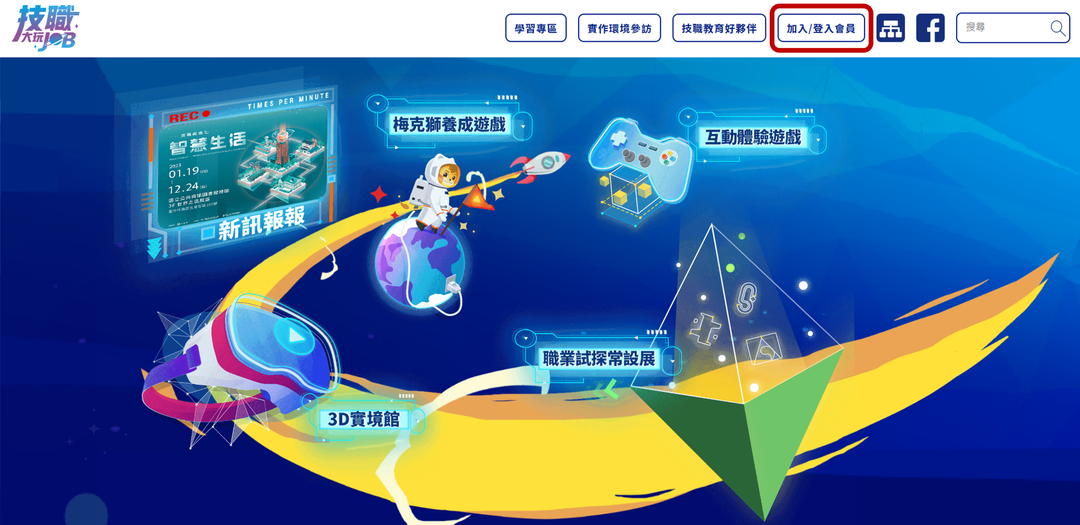 技職
大玩JOB
學習專區
實作環境參訪
技職教育好夥伴
加入/登入會員
搜尋
TIMES PER MINUTE
REC
智慧生活
2023
01.19
12.24
新訊報報
梅克獅養成遊戲
互動體驗遊戲
職業試探常設展
3D實境館